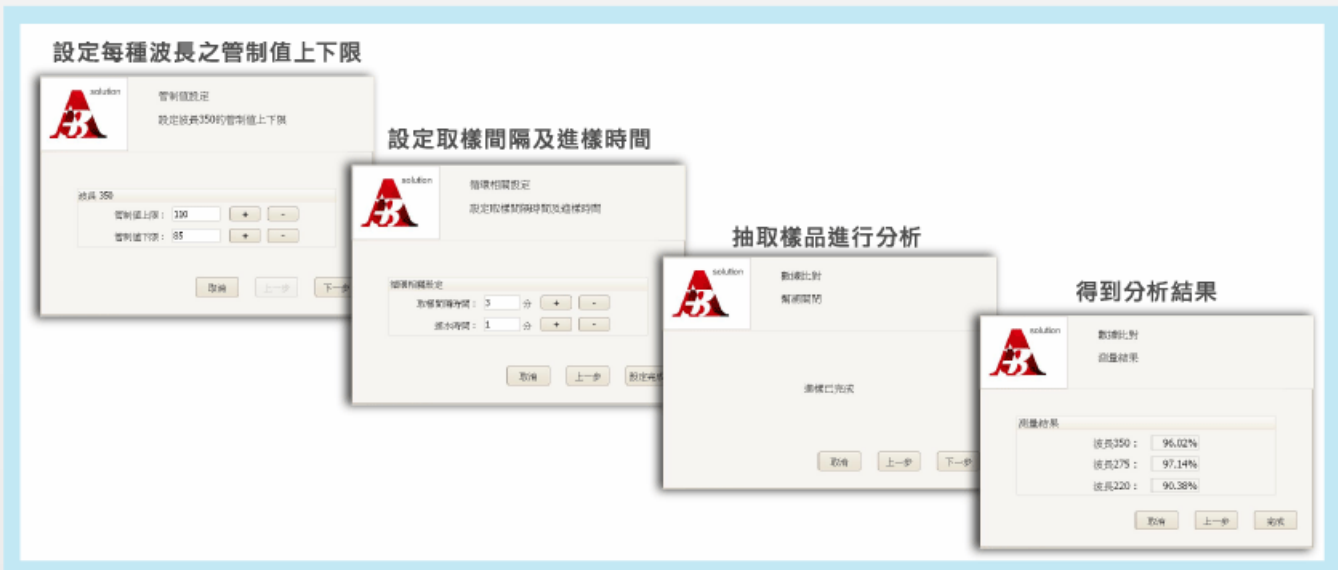 設定每種波長之管制值上下限
solution
管制值設定
設定波長350的管制值上下限
波長 350
管制值上限： 100 + -
管制值下限： 85 + -
取消 上一步 下一步
設定取樣間隔及進樣時間
solution
循環相關設定
設定取樣間隔時間及進樣時間
循環相關設定
取樣間隔時間： 3 分 + -
進水時間： 1 分 + -
取消 上一步 設定完成
抽取樣品進行分析
solution
數據比對
幫浦關閉
進樣已完成
取消 上一步 下一步
得到分析結果
solution
數據比對
測量結果
測量結果
波長350： 96.02%
波長275： 97.14%
波長220： 90.38%
取消 上一步 完成